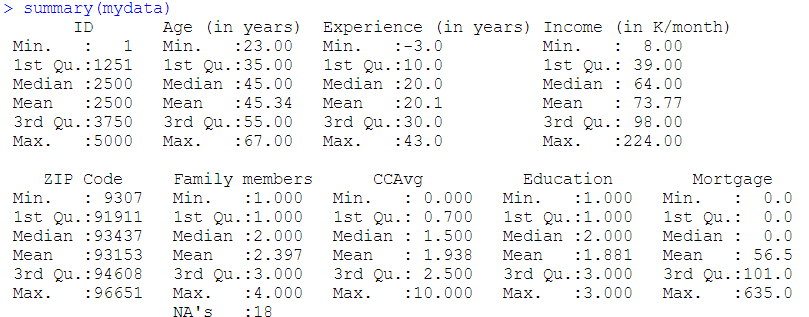 > summary(mydata)
ID Age (in years) Experience (in years) Income (in K/month)
Min. : 1 Min. :23.00 Min. :-3.0 Min. : 8.00
1st Qu.:1251 1st Qu.:35.00 1st Qu.:10.0 1st Qu.: 39.00
Median :2500 Median :45.00 Median :20.0 Median : 64.00
Mean :2500 Mean :45.34 Mean :20.1 Mean : 73.77
3rd Qu.:3750 3rd Qu.:55.00 3rd Qu.:30.0 3rd Qu.: 98.00
Max. :5000 Max. :67.00 Max. :43.0 Max. :224.00
ZIP Code Family members CCAvg Education Mortgage
Min. : 9307 Min. :1.000 Min. : 0.000 Min. :1.000 Min. : 0.0
1st Qu.:91911 1st Qu.:1.000 1st Qu.: 0.700 1st Qu.:1.000 1st Qu.: 0.0
Median :93437 Median :2.000 Median : 1.500 Median :2.000 Median : 0.0
Mean :93153 Mean :2.397 Mean : 1.938 Mean :1.881 Mean : 56.5
3rd Qu.:94608 3rd Qu.:3.000 3rd Qu.: 2.500 3rd Qu.:3.000 3rd Qu.:101.0
Max. :96651 Max. :4.000 Max. :10.000 Max. :3.000 Max. :635.0
NA's :18